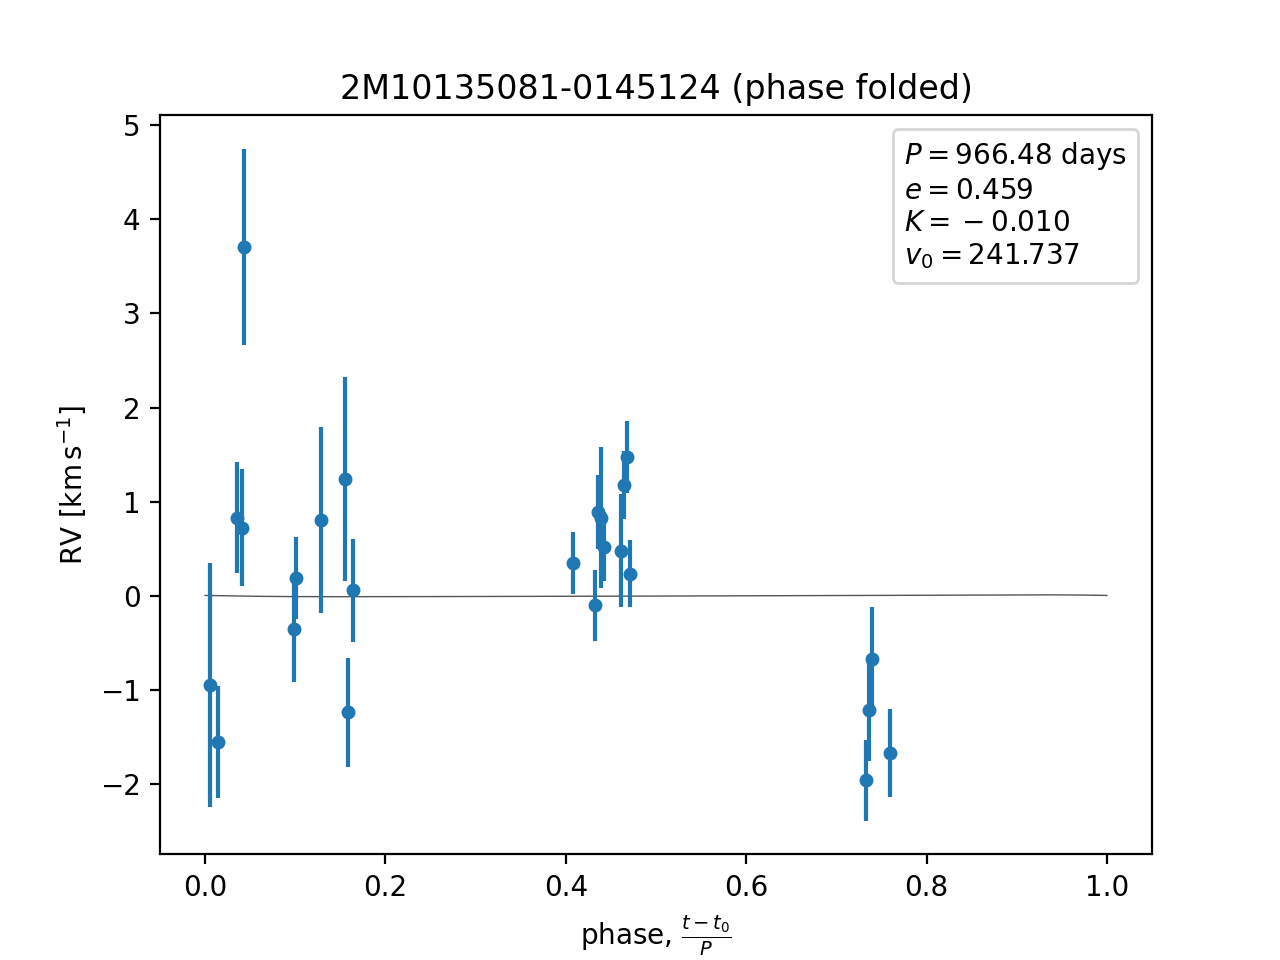 2M10135081-0145124 (phase folded)
P = 966.48 days
e = 0.459
K = −0.010
v₀ = 241.737
5
4
3
2
1
0
−1
−2
RV [km s⁻¹]
0.0 0.2 0.4 0.6 0.8 1.0
phase, (t − t₀)/P